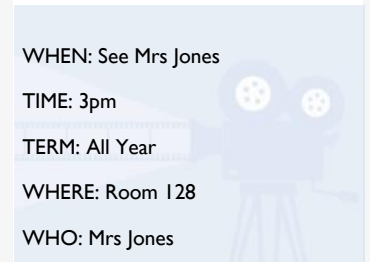 WHEN: See Mrs Jones
TIME: 3pm
TERM: All Year
WHERE: Room 128
WHO: Mrs Jones